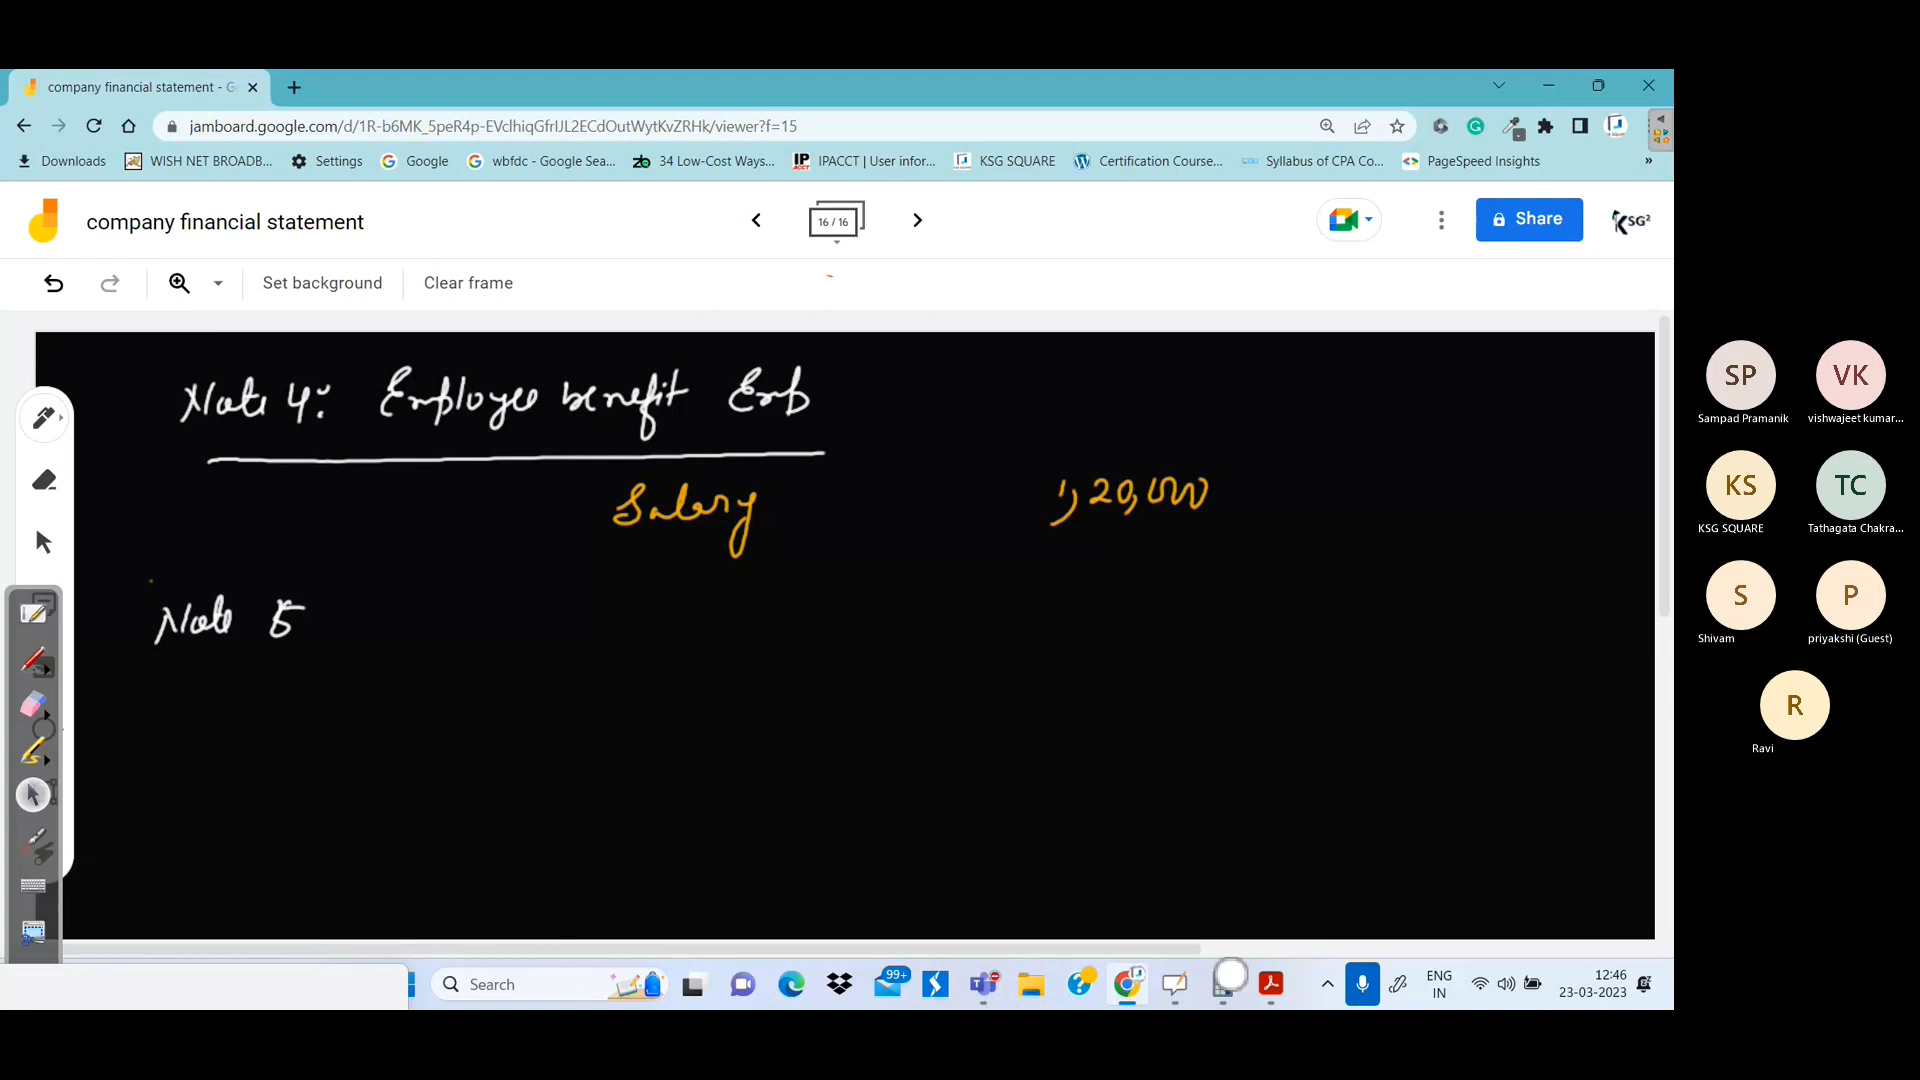 company financial statement - G
jamboard.google.com/d/1R-b6MK_5peR4p-EVclhiqGfrIJL2ECdOutWytKvZRHk/viewer?f=15
Downloads WISH NET BROADB... Settings Google wbfdc - Google Sea... 34 Low-Cost Ways... IPACCT | User infor... KSG SQUARE Certification Course... Syllabus of CPA Co... PageSpeed Insights »
company financial statement
16 / 16
Share
KSG²
Set background
Clear frame
Note 4: Employee benefit Exp
Salary 1,20,000
Note 5
SP VK
Sampad Pramanik vishwajeet kumar...
KS TC
KSG SQUARE Tathagata Chakra...
S P
Shivam priyakshi (Guest)
R
Ravi
Search
99+
ENG
IN
12:46
23-03-2023